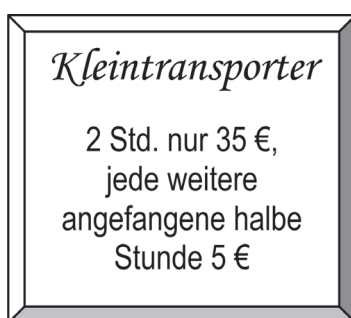 Kleintransporter
2 Std. nur 35 €,
jede weitere
angefangene halbe
Stunde 5 €